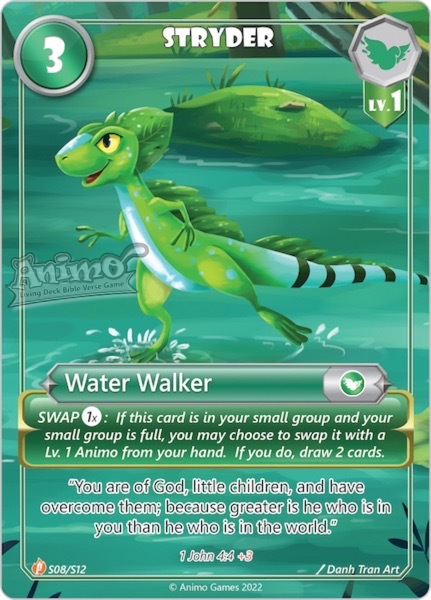 3
STRYDER
LV. 1
Animo
Living Deck Bible Verse Game
Water Walker
SWAP 1x : If this card is in your small group and your
small group is full, you may choose to swap it with a
Lv. 1 Animo from your hand. If you do, draw 2 cards.
"You are of God, little children, and have
overcome them; because greater is he who is in
you than he who is in the world."
1 John 4:4 +3
S08/S12
Danh Tran Art
© Animo Games 2022